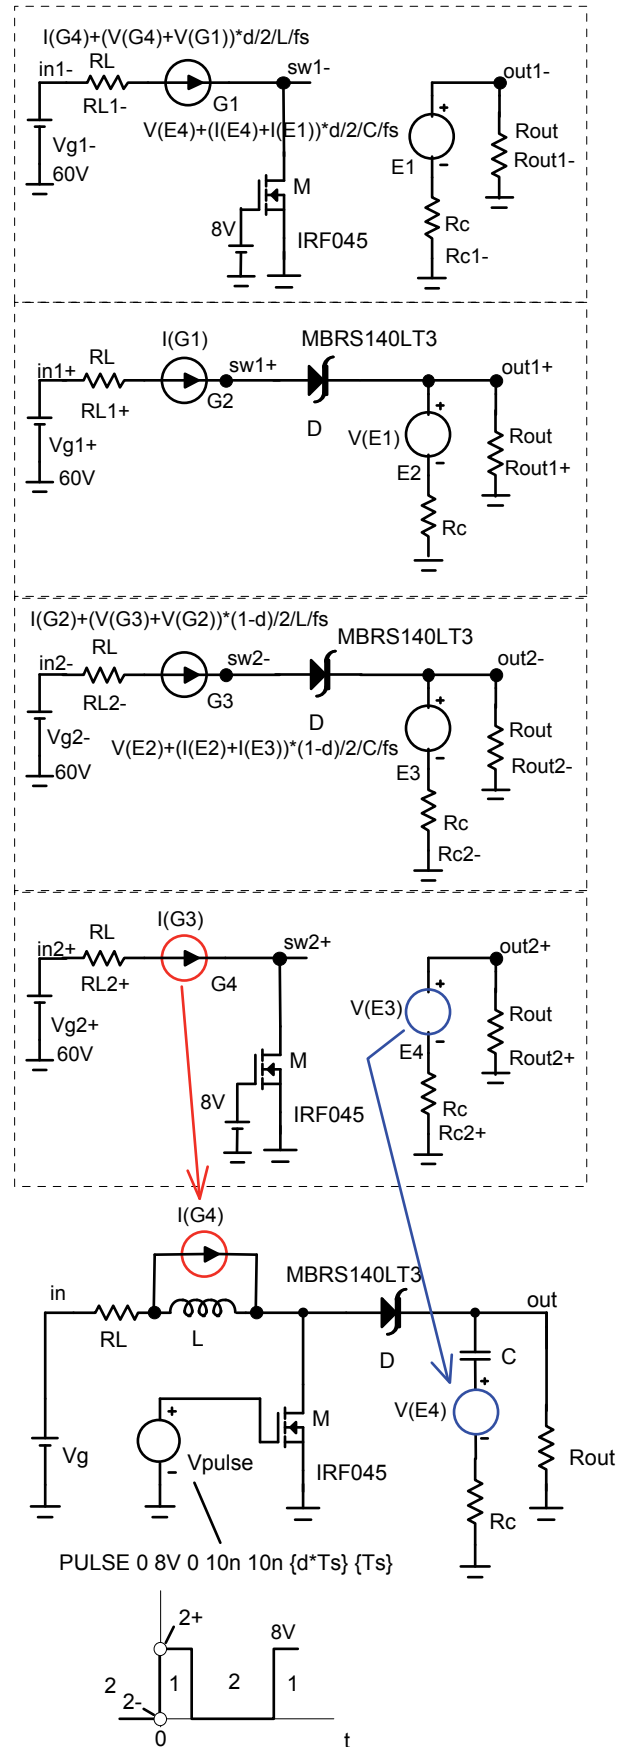 I(G4)+(V(G4)+V(G1))*d/2/L/fs
in1-
RL
RL1-
G1
sw1-
out1-
Vg1-
60V
V(E4)+(I(E4)+I(E1))*d/2/C/fs
+
E1
-
Rout
Rout1-
M
8V
IRF045
Rc
Rc1-
in1+
RL
RL1+
I(G1)
G2
sw1+
MBRS140LT3
D
out1+
Vg1+
60V
+
V(E1)
-
E2
Rout
Rout1+
Rc
I(G2)+(V(G3)+V(G2))*(1-d)/2/L/fs
RL
MBRS140LT3
in2-
RL2-
G3
sw2-
D
out2-
Vg2-
60V
V(E2)+(I(E2)+I(E3))*(1-d)/2/C/fs
+
E3
-
Rout
Rout2-
Rc
Rc2-
I(G3)
RL
in2+
RL2+
G4
sw2+
out2+
Vg2+
60V
+
V(E3)
-
E4
Rout
Rout2+
M
8V
IRF045
Rc
Rc2+
I(G4)
MBRS140LT3
in
RL
L
D
out
C
+
V(E4)
-
M
+
-
Vpulse
IRF045
Vg
Rout
Rc
PULSE 0 8V 0 10n 10n {d*Ts} {Ts}
2+
8V
2
1
2
1
2-
0
t